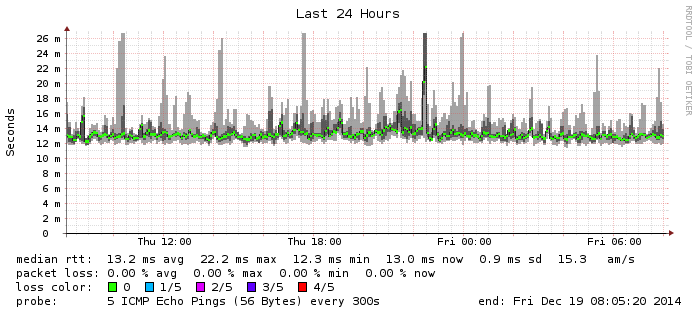 Last 24 Hours
RRDTOOL / TOBI OETIKER
Seconds
26 m
24 m
22 m
20 m
18 m
16 m
14 m
12 m
10 m
8 m
6 m
4 m
2 m
0
Thu 12:00 Thu 18:00 Fri 00:00 Fri 06:00
median rtt: 13.2 ms avg 22.2 ms max 12.3 ms min 13.0 ms now 0.9 ms sd 15.3 am/s
packet loss: 0.00 % avg 0.00 % max 0.00 % min 0.00 % now
loss color: 0 1/5 2/5 3/5 4/5
probe: 5 ICMP Echo Pings (56 Bytes) every 300s end: Fri Dec 19 08:05:20 2014